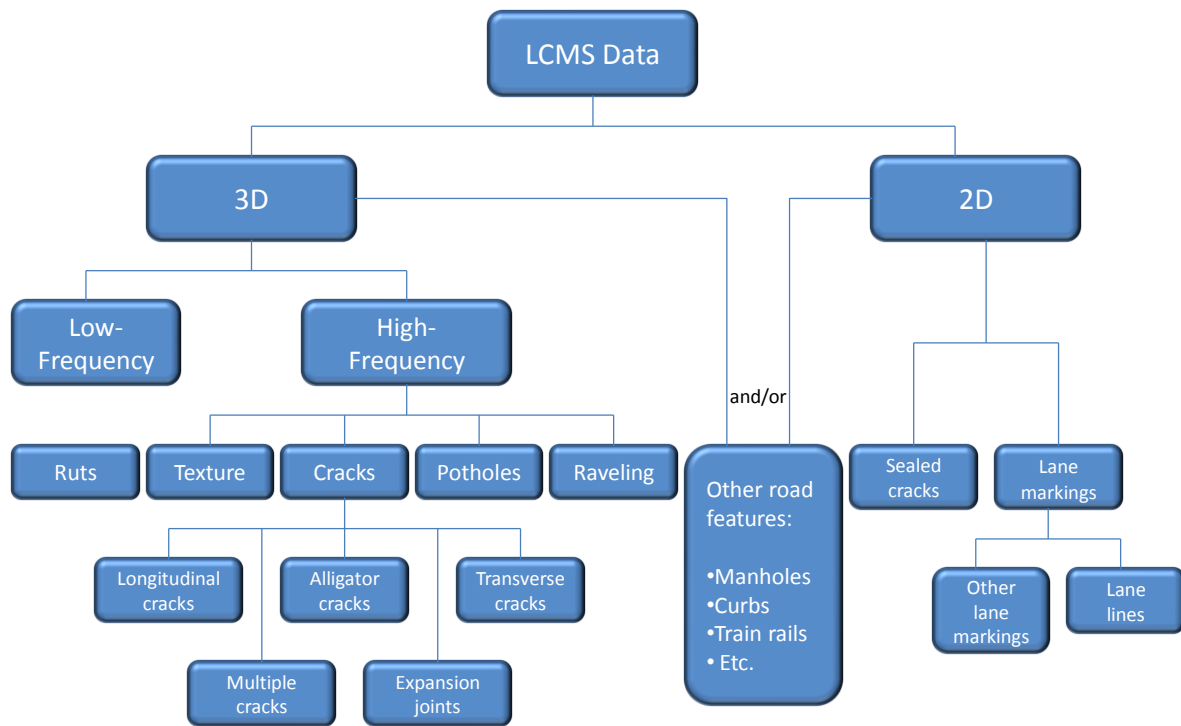 LCMS Data
3D
2D
Low-
Frequency
High-
Frequency
and/or
Ruts
Texture
Cracks
Potholes
Raveling
Other road
features:
•Manholes
•Curbs
•Train rails
• Etc.
Sealed
cracks
Lane
markings
Longitudinal
cracks
Alligator
cracks
Transverse
cracks
Other
lane
markings
Lane
lines
Multiple
cracks
Expansion
joints